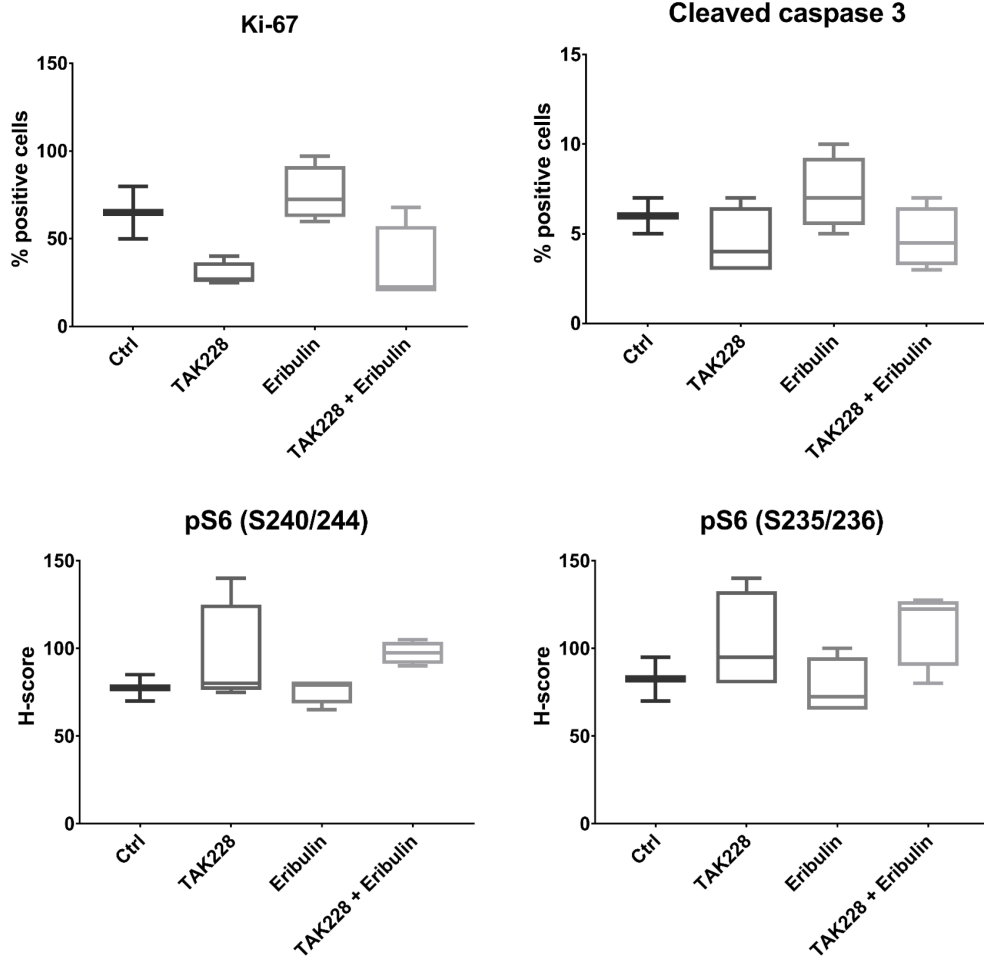 Ki-67
150
100
50
0
% positive cells
Ctrl
TAK228
Eribulin
TAK228 + Eribulin
Cleaved caspase 3
15
10
5
0
% positive cells
Ctrl
TAK228
Eribulin
TAK228 + Eribulin
pS6 (S240/244)
150
100
50
0
H-score
Ctrl
TAK228
Eribulin
TAK228 + Eribulin
pS6 (S235/236)
150
100
50
0
H-score
Ctrl
TAK228
Eribulin
TAK228 + Eribulin